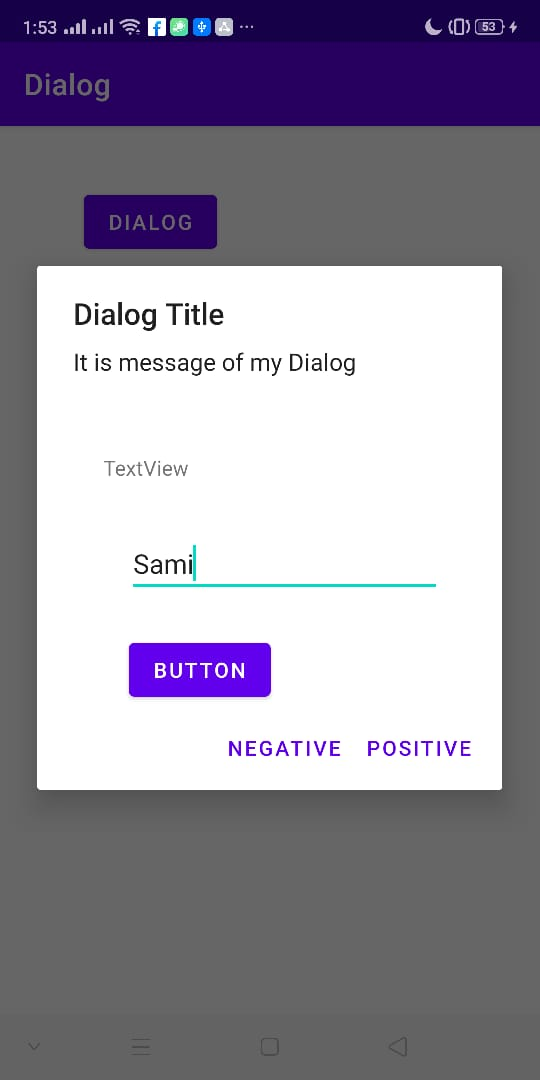 1:53 53
Dialog
DIALOG
Dialog Title
It is message of my Dialog
TextView
Sami
BUTTON
NEGATIVE POSITIVE